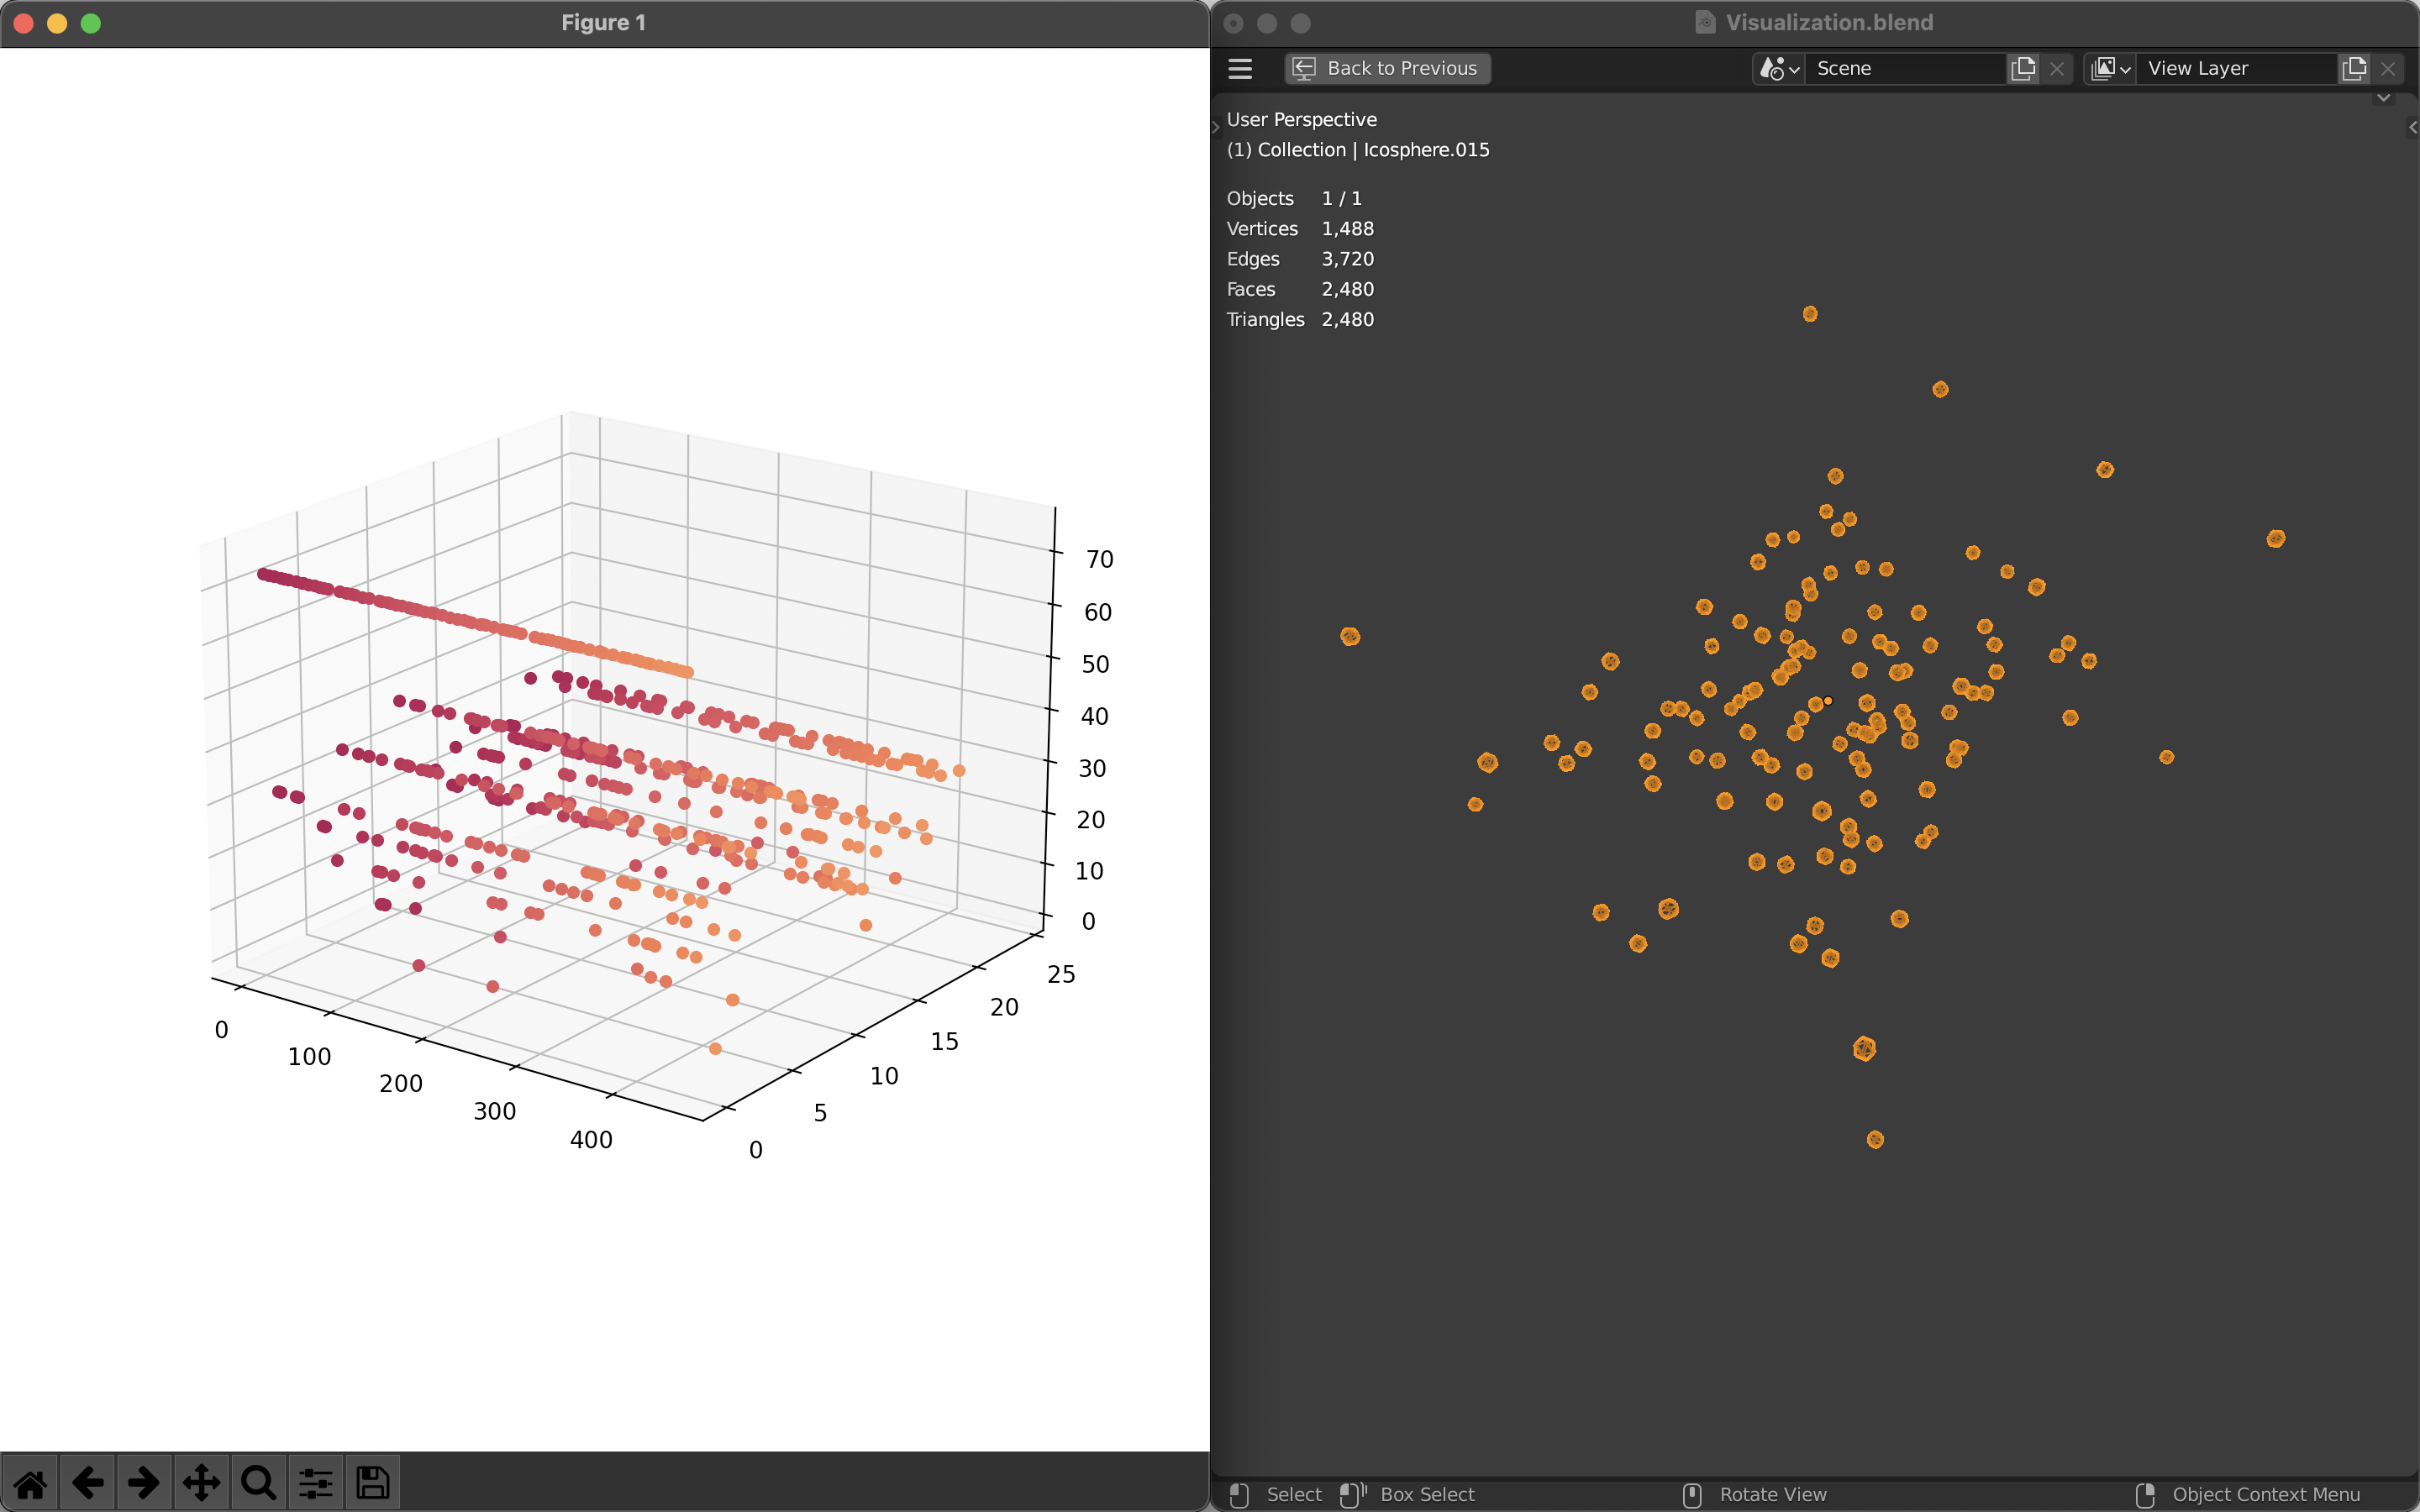 Figure 1
70
60
50
40
30
20
10
0
25
20
15
10
5
0
0
100
200
300
400
Visualization.blend
Back to Previous
Scene
View Layer
User Perspective
(1) Collection | Icosphere.015
Objects 1 / 1
Vertices 1,488
Edges 3,720
Faces 2,480
Triangles 2,480
Select
Box Select
Rotate View
Object Context Menu